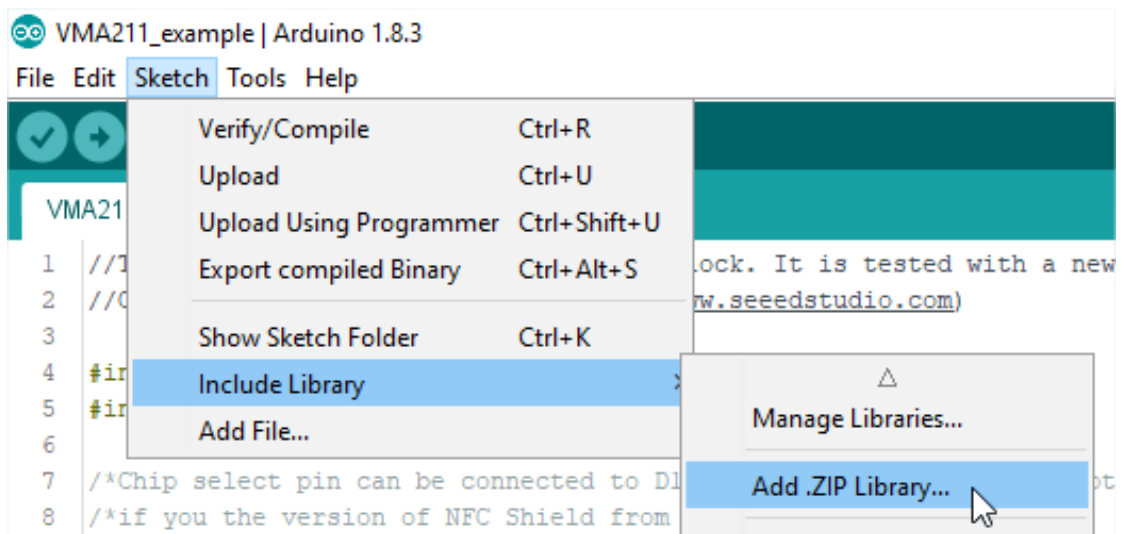 VMA211_example | Arduino 1.8.3
File Edit Sketch Tools Help
Verify/Compile Ctrl+R
Upload Ctrl+U
VMA21
Upload Using Programmer Ctrl+Shift+U
1 // Export compiled Binary Ctrl+Alt+S ock. It is tested with a new
2 // w.seeedstudio.com)
3 Show Sketch Folder Ctrl+K
4 #in Include Library
Manage Libraries...
5 #in
Add File...
6
7 /*Chip select pin can be connected to D1 Add .ZIP Library...
8 /*if you the version of NFC Shield from